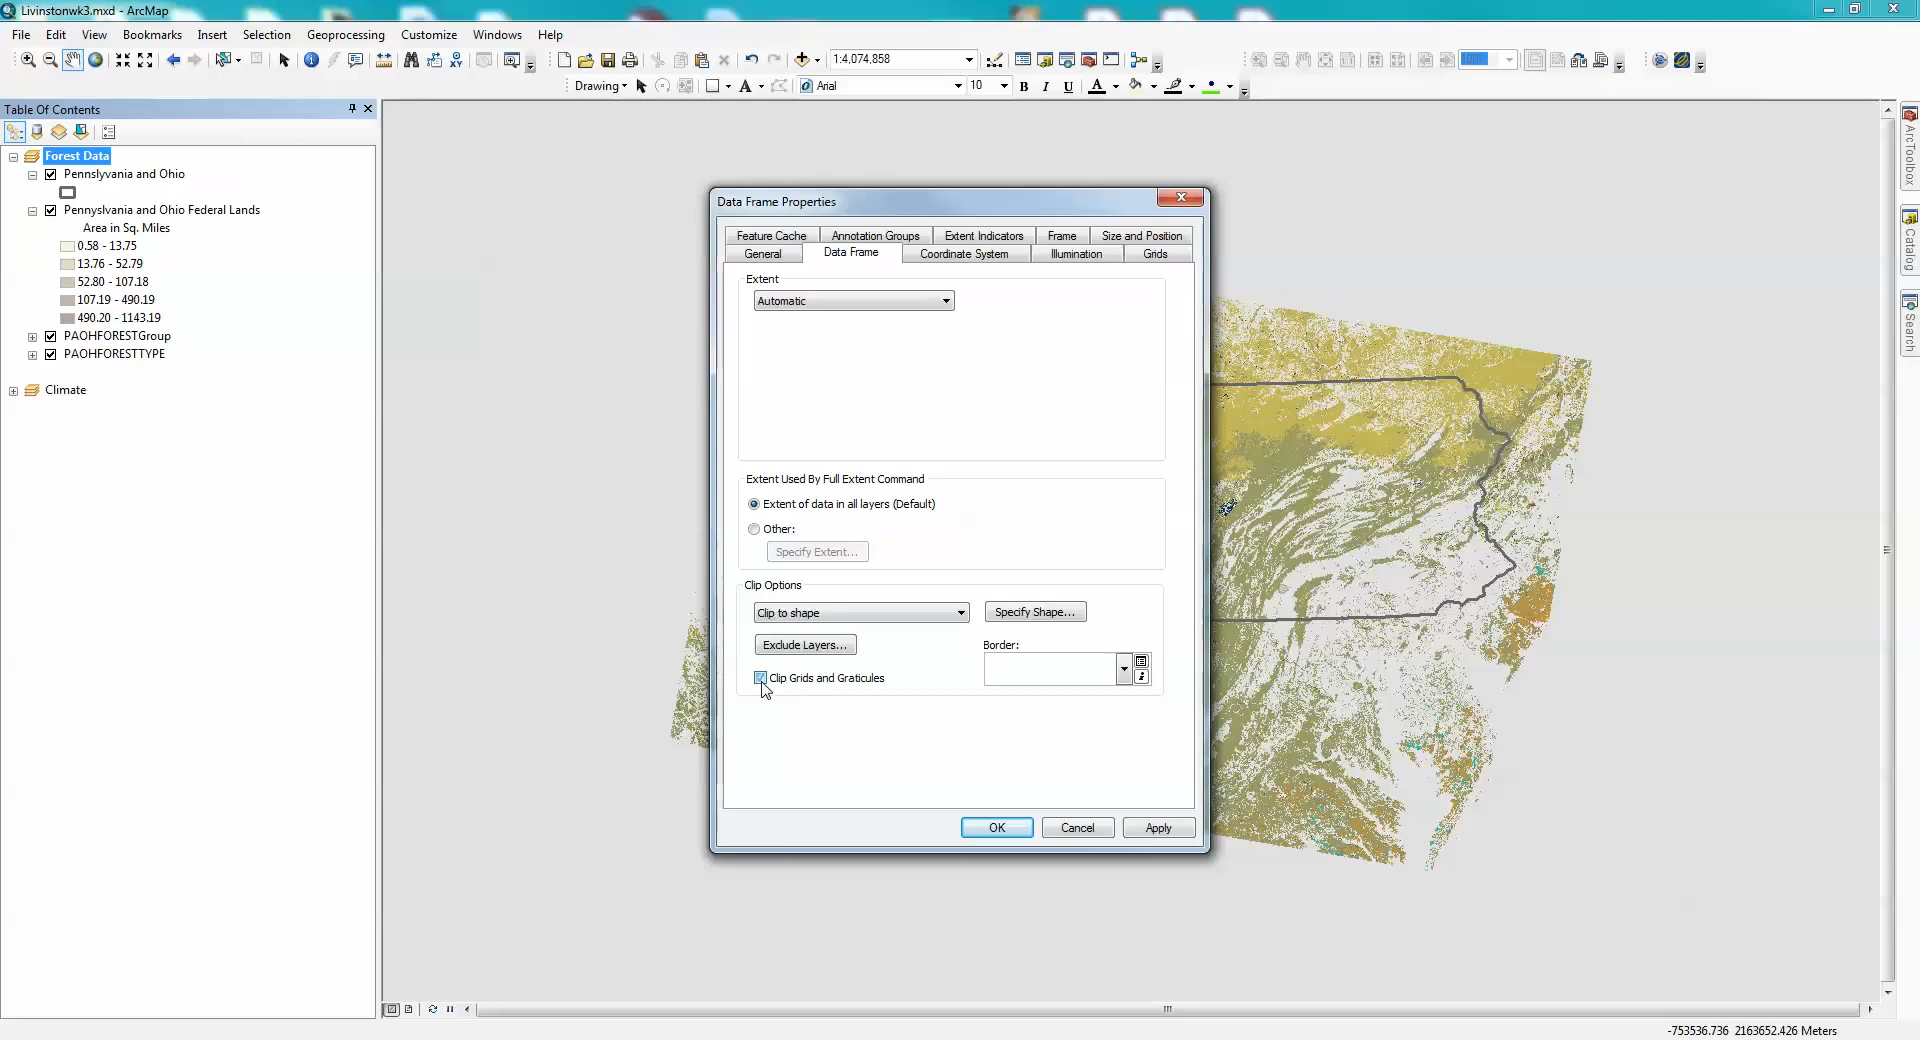 Livinstonwk3.mxd - ArcMap
File Edit View Bookmarks Insert Selection Geoprocessing Customize Windows Help
1:4,074,858
Drawing A Arial 10 B I U A
Table Of Contents
Forest Data
Pennslyvania and Ohio
Pennyslvania and Ohio Federal Lands
Area in Sq. Miles
0.58 - 13.75
13.76 - 52.79
52.80 - 107.18
107.19 - 490.19
490.20 - 1143.19
PAOHFORESTGroup
PAOHFORESTTYPE
Climate
Data Frame Properties
Feature Cache Annotation Groups Extent Indicators Frame Size and Position
General Data Frame Coordinate System Illumination Grids
Extent
Automatic
Extent Used By Full Extent Command
Extent of data in all layers (Default)
Other:
Specify Extent...
Clip Options
Clip to shape Specify Shape...
Exclude Layers... Border:
Clip Grids and Graticules
OK Cancel Apply
ArcToolbox
Catalog
Search
-753536.736 2163652.426 Meters